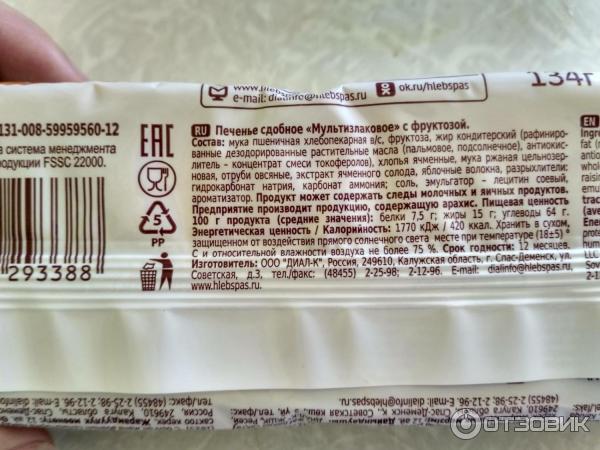 www.hlebspas.ru
e-mail: dialinfo@hlebspas.ru
ok.ru/hlebspas
134г
131-008-59959560-12
а система менеджмента
продукции FSSC 22000.
293388
EAC
5
PP
RU Печенье сдобное «Мультизлаковое» с фруктозой.
Состав: мука пшеничная хлебопекарная в/с, фруктоза, жир кондитерский (рафиниро-
ванные дезодорированные растительные масла (пальмовое, подсолнечное), антиокис-
литель - концентрат смеси токоферолов), хлопья ячменные, мука ржаная цельнозер-
новая, отруби овсяные, экстракт ячменного солода, яблочные волокна, разрыхлители:
гидрокарбонат натрия, карбонат аммония; соль, эмульгатор - лецитин соевый,
ароматизатор. Продукт может содержать следы молочных и яичных продуктов.
Предприятие производит продукцию, содержащую арахис. Пищевая ценность
100 г продукта (средние значения): белки 7,5 г; жиры 15 г; углеводы 64 г.
Энергетическая ценность / Калорийность: 1770 кДж / 420 ккал. Хранить в сухом,
защищенном от воздействия прямого солнечного света месте при температуре (18±5) °
С и относительной влажности воздуха не более 75 %. Срок годности: 12 месяцев.
Изготовитель: ООО "ДИАЛ-К", Россия, 249610, Калужская область, г. Спас-Деменск, ул.
Советская, д.3, тел./факс: (48455) 2-25-98; 2-12-96. E-mail: dialinfo@hlebspas.ru
www.hlebspas.ru
EN
ОТЗОВИК